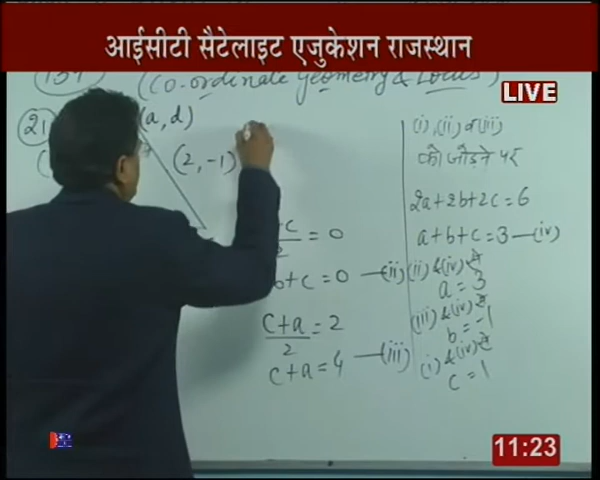 आईसीटी सैटेलाइट एजुकेशन राजस्थान
LIVE
(Co-ordinate Geometry & Locus)
21
(a, d)
(2, -1)
2 = 0
b + c = 0 — (ii)
c+a/2 = 2
c+a = 4 — (iii)
(i), (ii) व (iii)
को जोड़ने पर
2a+2b+2c = 6
a+b+c = 3 — (iv)
(ii) & (iv) से
a = 3
(iii) & (iv) से
b = -1
(i) & (iv) से
c = 1
11:23